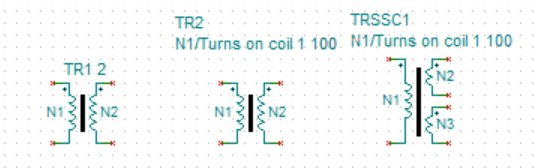 TR1 2
N1
N2
TR2
N1/Turns on coil 1 100
N1
N2
TRSSC1
N1/Turns on coil 1 100
N1
N2
N3